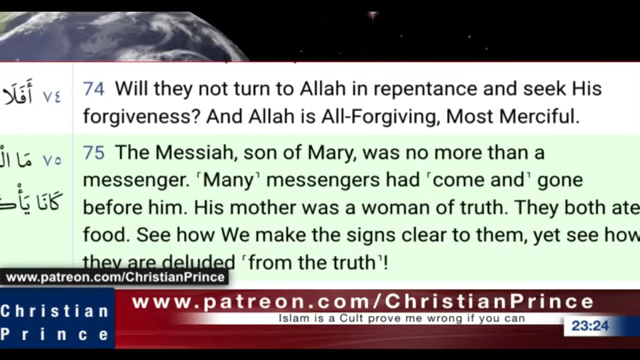 أَفَلَا ٧٤
74 Will they not turn to Allah in repentance and seek His
forgiveness? And Allah is All-Forgiving, Most Merciful.
٧٥
75 The Messiah, son of Mary, was no more than a
messenger. ˹Many˺ messengers had ˹come and˺ gone
before him. His mother was a woman of truth. They both ate
كَانَا
food. See how We make the signs clear to them, yet see how
they are deluded ˹from the truth˺!
www.patreon.com/ChristianPrince
www.patreon.com/ChristianPrince
Christian
Prince
Islam is a Cult prove me wrong if you can
23:24